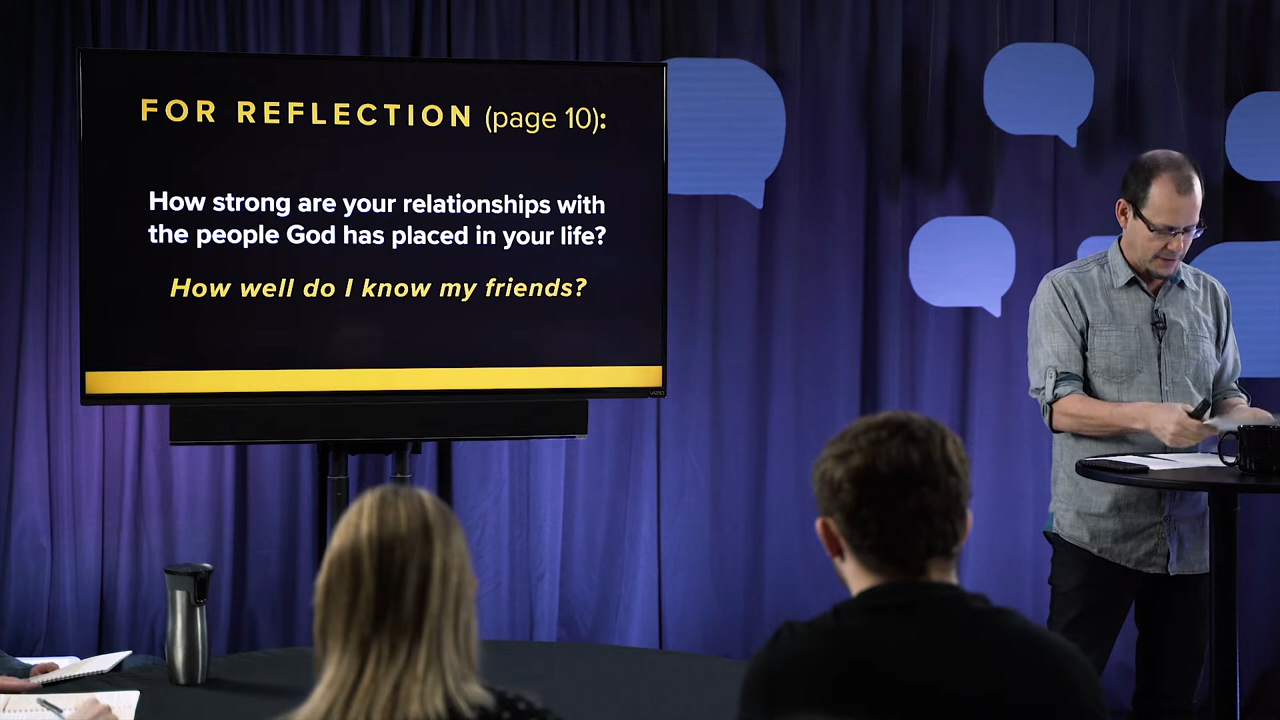 FOR REFLECTION (page 10):
How strong are your relationships with
the people God has placed in your life?
How well do I know my friends?
VIZIO